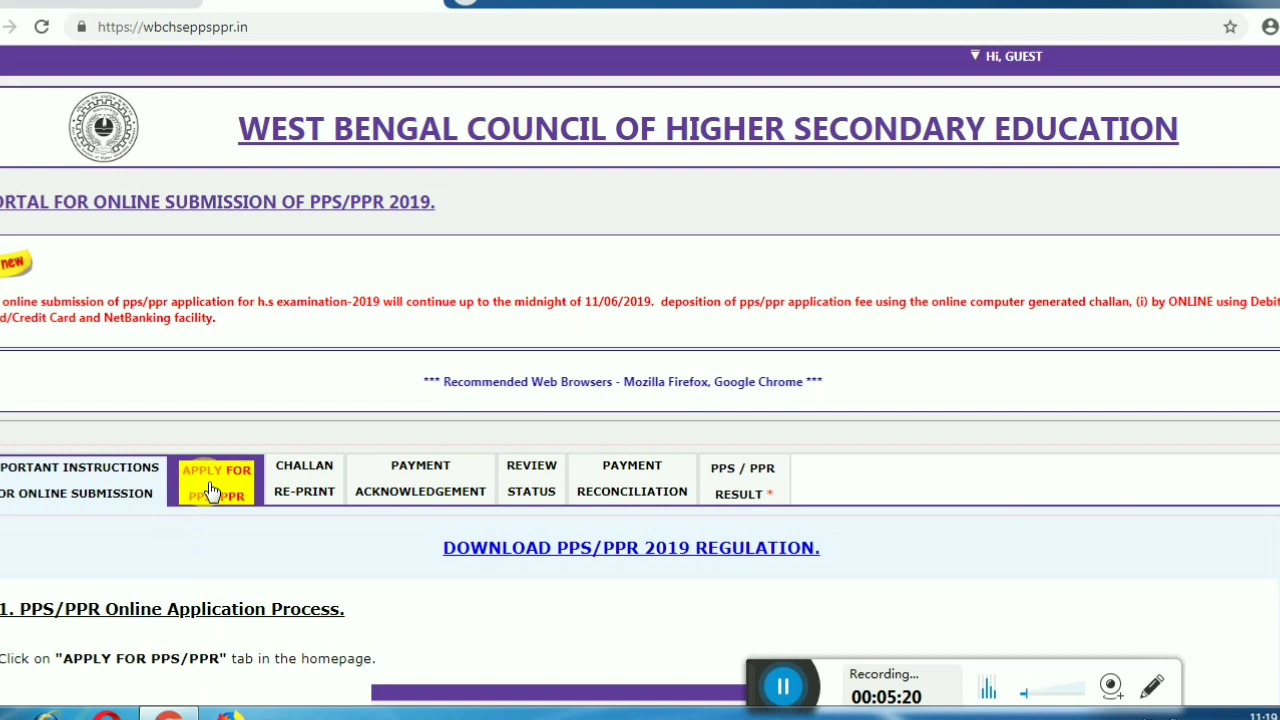 https://wbchseppsppr.in
Hi, GUEST
WEST BENGAL COUNCIL OF HIGHER SECONDARY EDUCATION
ORTAL FOR ONLINE SUBMISSION OF PPS/PPR 2019.
new
online submission of pps/ppr application for h.s examination-2019 will continue up to the midnight of 11/06/2019. deposition of pps/ppr application fee using the online computer generated challan, (i) by ONLINE using Debit
d/Credit Card and NetBanking facility.
*** Recommended Web Browsers - Mozilla Firefox, Google Chrome ***
PORTANT INSTRUCTIONS
OR ONLINE SUBMISSION
APPLY FOR
PPS/PPR
CHALLAN
RE-PRINT
PAYMENT
ACKNOWLEDGEMENT
REVIEW
STATUS
PAYMENT
RECONCILIATION
PPS / PPR
RESULT *
DOWNLOAD PPS/PPR 2019 REGULATION.
1. PPS/PPR Online Application Process.
Click on "APPLY FOR PPS/PPR" tab in the homepage.
Recording...
00:05:20